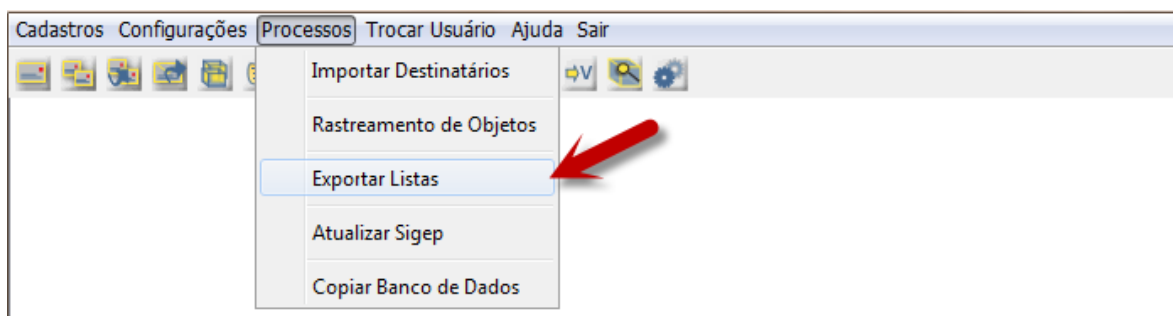 Cadastros Configurações Processos Trocar Usuário Ajuda Sair
Importar Destinatários
Rastreamento de Objetos
Exportar Listas
Atualizar Sigep
Copiar Banco de Dados